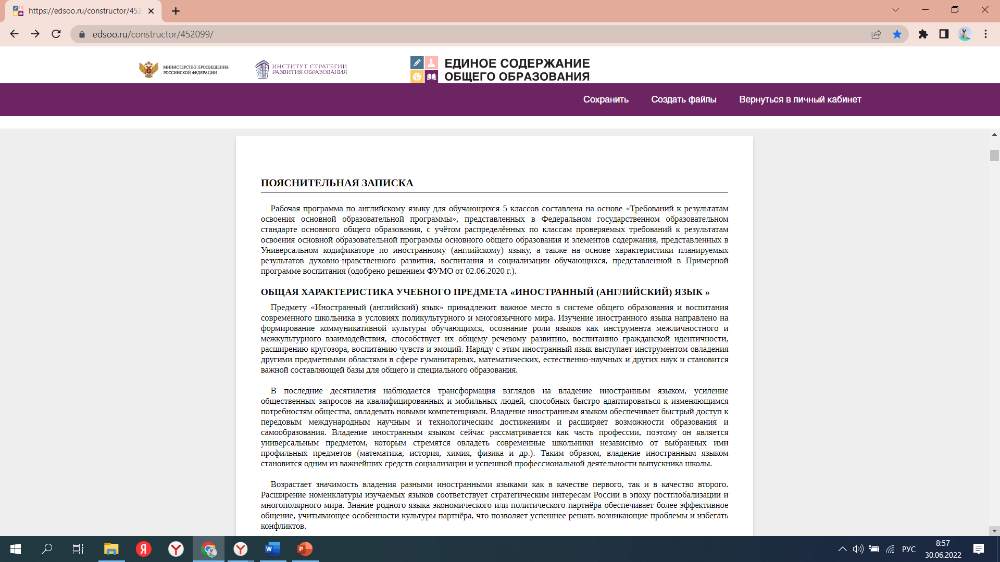 https://edsoo.ru/constructor/452
edsoo.ru/constructor/452099/
МИНИСТЕРСТВО ПРОСВЕЩЕНИЯ
РОССИЙСКОЙ ФЕДЕРАЦИИ
ИНСТИТУТ СТРАТЕГИИ
РАЗВИТИЯ ОБРАЗОВАНИЯ
ЕДИНОЕ СОДЕРЖАНИЕ
ОБЩЕГО ОБРАЗОВАНИЯ
Сохранить Создать файлы Вернуться в личный кабинет
ПОЯСНИТЕЛЬНАЯ ЗАПИСКА
Рабочая программа по английскому языку для обучающихся 5 классов составлена на основе «Требований к результатам
освоения основной образовательной программы», представленных в Федеральном государственном образовательном
стандарте основного общего образования, с учётом распределённых по классам проверяемых требований к результатам
освоения основной образовательной программы основного общего образования и элементов содержания, представленных в
Универсальном кодификаторе по иностранному (английскому) языку, а также на основе характеристики планируемых
результатов духовно-нравственного развития, воспитания и социализации обучающихся, представленной в Примерной
программе воспитания (одобрено решением ФУМО от 02.06.2020 г.).
ОБЩАЯ ХАРАКТЕРИСТИКА УЧЕБНОГО ПРЕДМЕТА «ИНОСТРАННЫЙ (АНГЛИЙСКИЙ) ЯЗЫК »
Предмету «Иностранный (английский) язык» принадлежит важное место в системе общего образования и воспитания
современного школьника в условиях поликультурного и многоязычного мира. Изучение иностранного языка направлено на
формирование коммуникативной культуры обучающихся, осознание роли языков как инструмента межличностного и
межкультурного взаимодействия, способствует их общему речевому развитию, воспитанию гражданской идентичности,
расширению кругозора, воспитанию чувств и эмоций. Наряду с этим иностранный язык выступает инструментом овладения
другими предметными областями в сфере гуманитарных, математических, естественно-научных и других наук и становится
важной составляющей базы для общего и специального образования.
В последние десятилетия наблюдается трансформация взглядов на владение иностранным языком, усиление
общественных запросов на квалифицированных и мобильных людей, способных быстро адаптироваться к изменяющимся
потребностям общества, овладевать новыми компетенциями. Владение иностранным языком обеспечивает быстрый доступ к
передовым международным научным и технологическим достижениям и расширяет возможности образования и
самообразования. Владение иностранным языком сейчас рассматривается как часть профессии, поэтому он является
универсальным предметом, которым стремятся овладеть современные школьники независимо от выбранных ими
профильных предметов (математика, история, химия, физика и др.). Таким образом, владение иностранным языком
становится одним из важнейших средств социализации и успешной профессиональной деятельности выпускника школы.
Возрастает значимость владения разными иностранными языками как в качестве первого, так и в качество второго.
Расширение номенклатуры изучаемых языков соответствует стратегическим интересам России в эпоху постглобализации и
многополярного мира. Знание родного языка экономического или политического партнёра обеспечивает более эффективное
общение, учитывающее особенности культуры партнёра, что позволяет успешнее решать возникающие проблемы и избегать
конфликтов.
РУС
8:57
30.06.2022